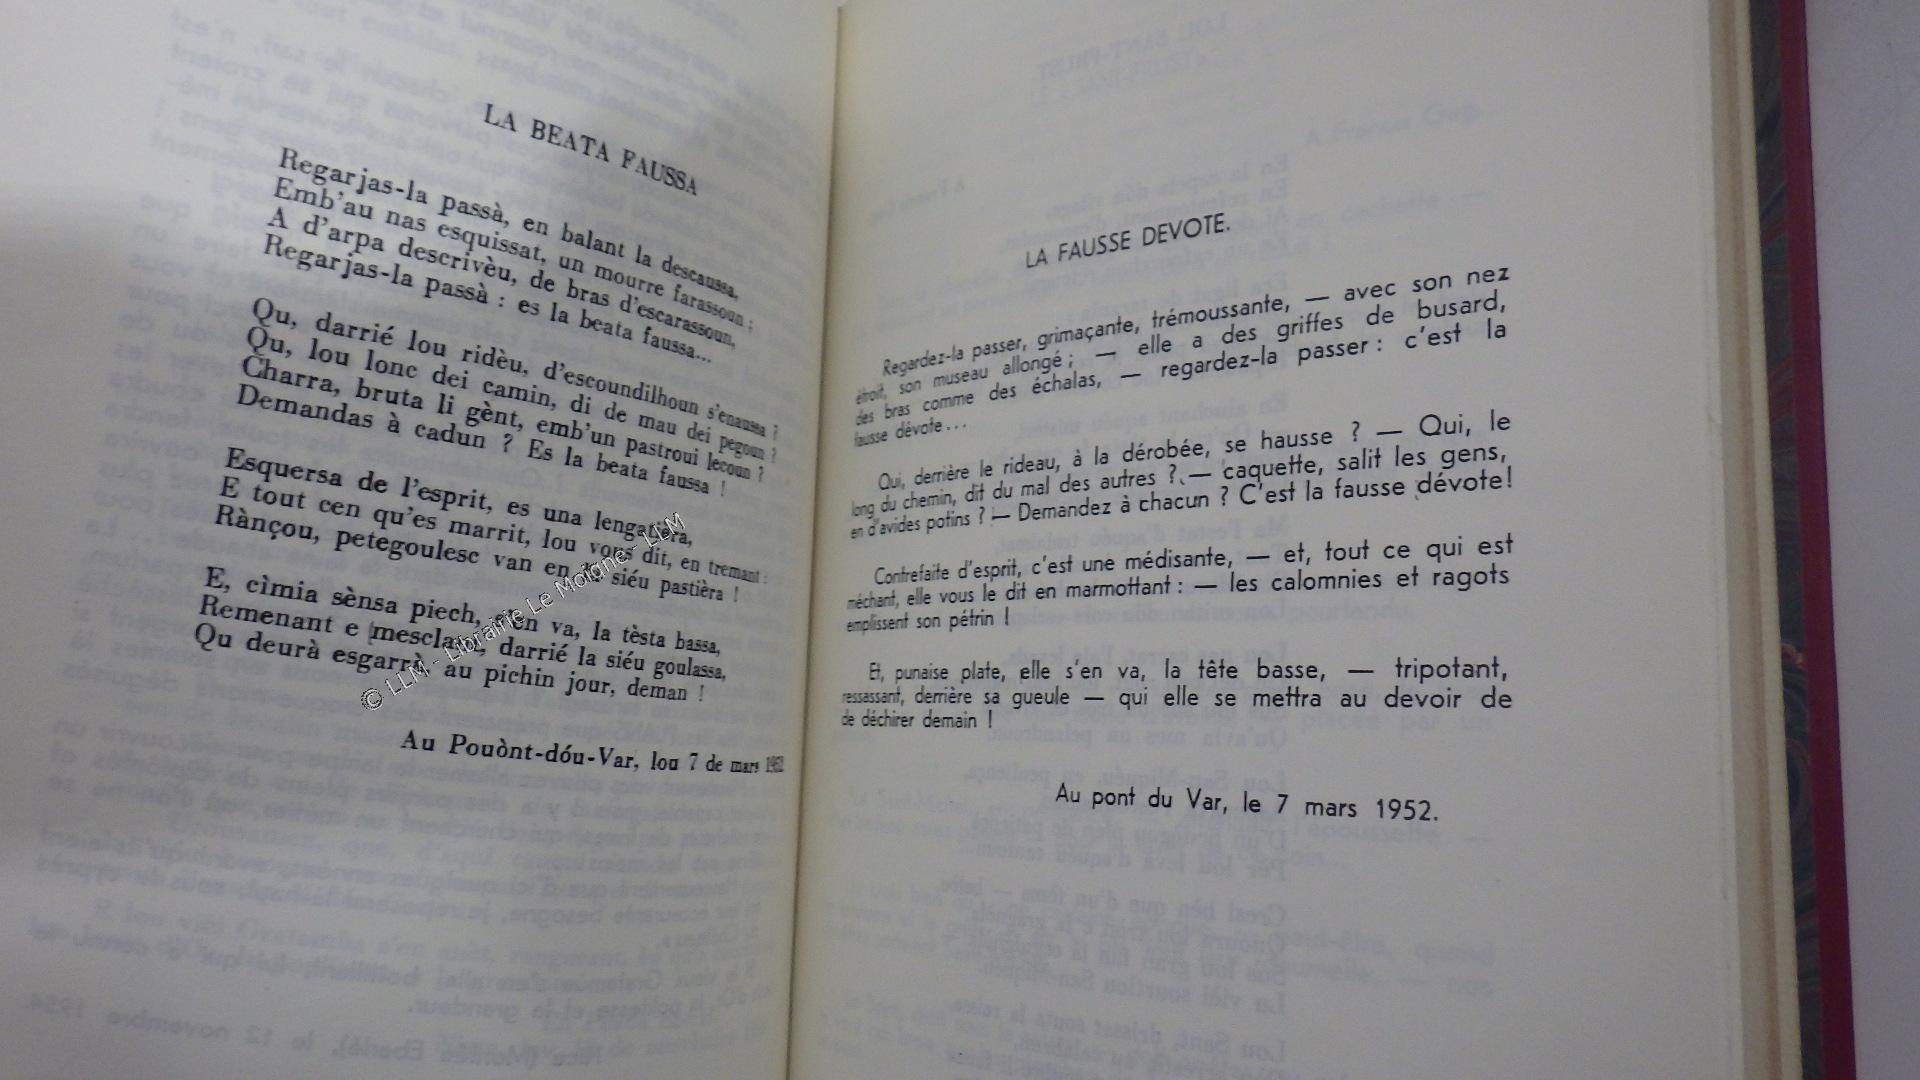 LA BEATA FAUSSA
Regarjas-la passà, en balant la descaussa,
Emb'au nas esquissat, un mourre farassoun ;
A d'arpa descrivèu, de bras d'escarassoun,
Regarjas-la passà : es la beata faussa...
Qu, darrié lou ridèu, d'escoundilhoun s'enaussa ?
Qu, lou lonc dei camin, di de mau dei pegoun ?
Charra, bruta li gènt, emb'un pastroui lecoun ?
Demandas à cadun ? Es la beata faussa !
Esquersa de l'esprit, es una lengatièra,
E tout cen qu'es marrit, lou vous dit, en tremant :
Rànçou, petegoulesc van en la siéu pastièra !
E, cìmia sènsa piech, s'en va, la tèsta bassa,
Remenant e mesclant, darrié la siéu goulassa,
Qu deurà esgarrà au pichin jour, deman !
Au Pouònt-dóu-Var, lou 7 de mars 1952
© LLM - Librairie Le Moigne - LLM
LA FAUSSE DEVOTE.
Regardez-la passer, grimaçante, trémoussante, — avec son nez
étroit, son museau allongé ; — elle a des griffes de busard,
des bras comme des échalas, — regardez-la passer : c'est la
fausse dévote...
Qui, derrière le rideau, à la dérobée, se hausse ? — Qui, le
long du chemin, dit du mal des autres ? — caquette, salit les gens,
en d'avides potins ? — Demandez à chacun ? C'est la fausse dévote !
Contrefaite d'esprit, c'est une médisante, — et, tout ce qui est
méchant, elle vous le dit en marmottant : — les calomnies et ragots
emplissent son pétrin !
Et, punaise plate, elle s'en va, la tête basse, — tripotant,
ressassant, derrière sa gueule — qui elle se mettra au devoir de
de déchirer demain !
Au pont du Var, le 7 mars 1952.